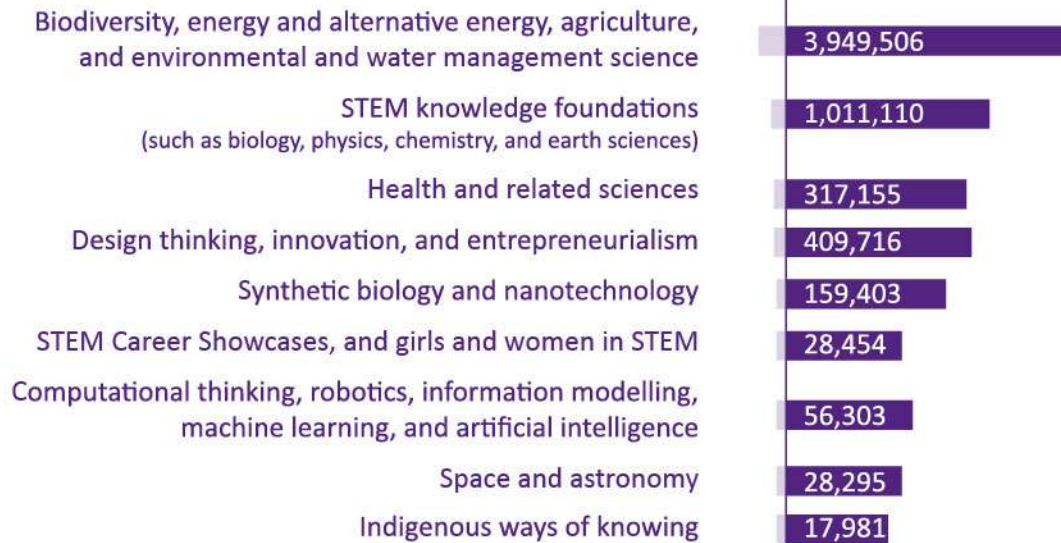 Biodiversity, energy and alternative energy, agriculture,
and environmental and water management science
3,949,506
STEM knowledge foundations
(such as biology, physics, chemistry, and earth sciences)
1,011,110
Health and related sciences
317,155
Design thinking, innovation, and entrepreneurialism
409,716
Synthetic biology and nanotechnology
159,403
STEM Career Showcases, and girls and women in STEM
28,454
Computational thinking, robotics, information modelling,
machine learning, and artificial intelligence
56,303
Space and astronomy
28,295
Indigenous ways of knowing
17,981